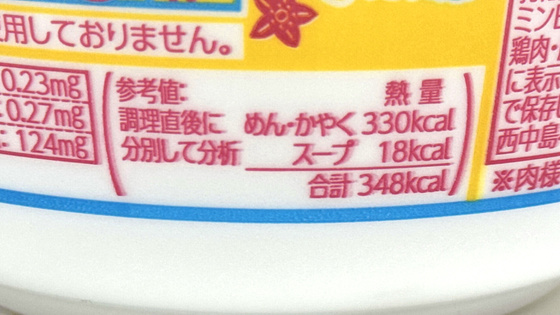 使用しておりません。
0.23mg
0.27mg
124mg
参考値:
調理直後に
分別して分析
熱量
めん・かやく 330kcal
スープ 18kcal
合計 348kcal
鶏肉・
に表示
で保存
西中島
※肉様